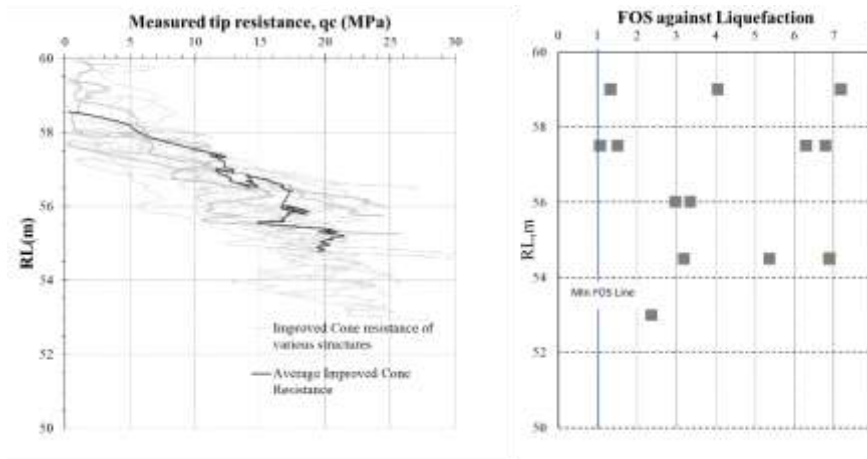 Measured tip resistance, qc (MPa)
0 5 10 15 20 25 30
60
58
56
54
52
50
RL(m)
Improved Cone resistance of
various structures
Average Improved Cone
Resistance
FOS against Liquefaction
0 1 2 3 4 5 6 7
60
58
56
54
52
50
RL,m
Min FOS Line